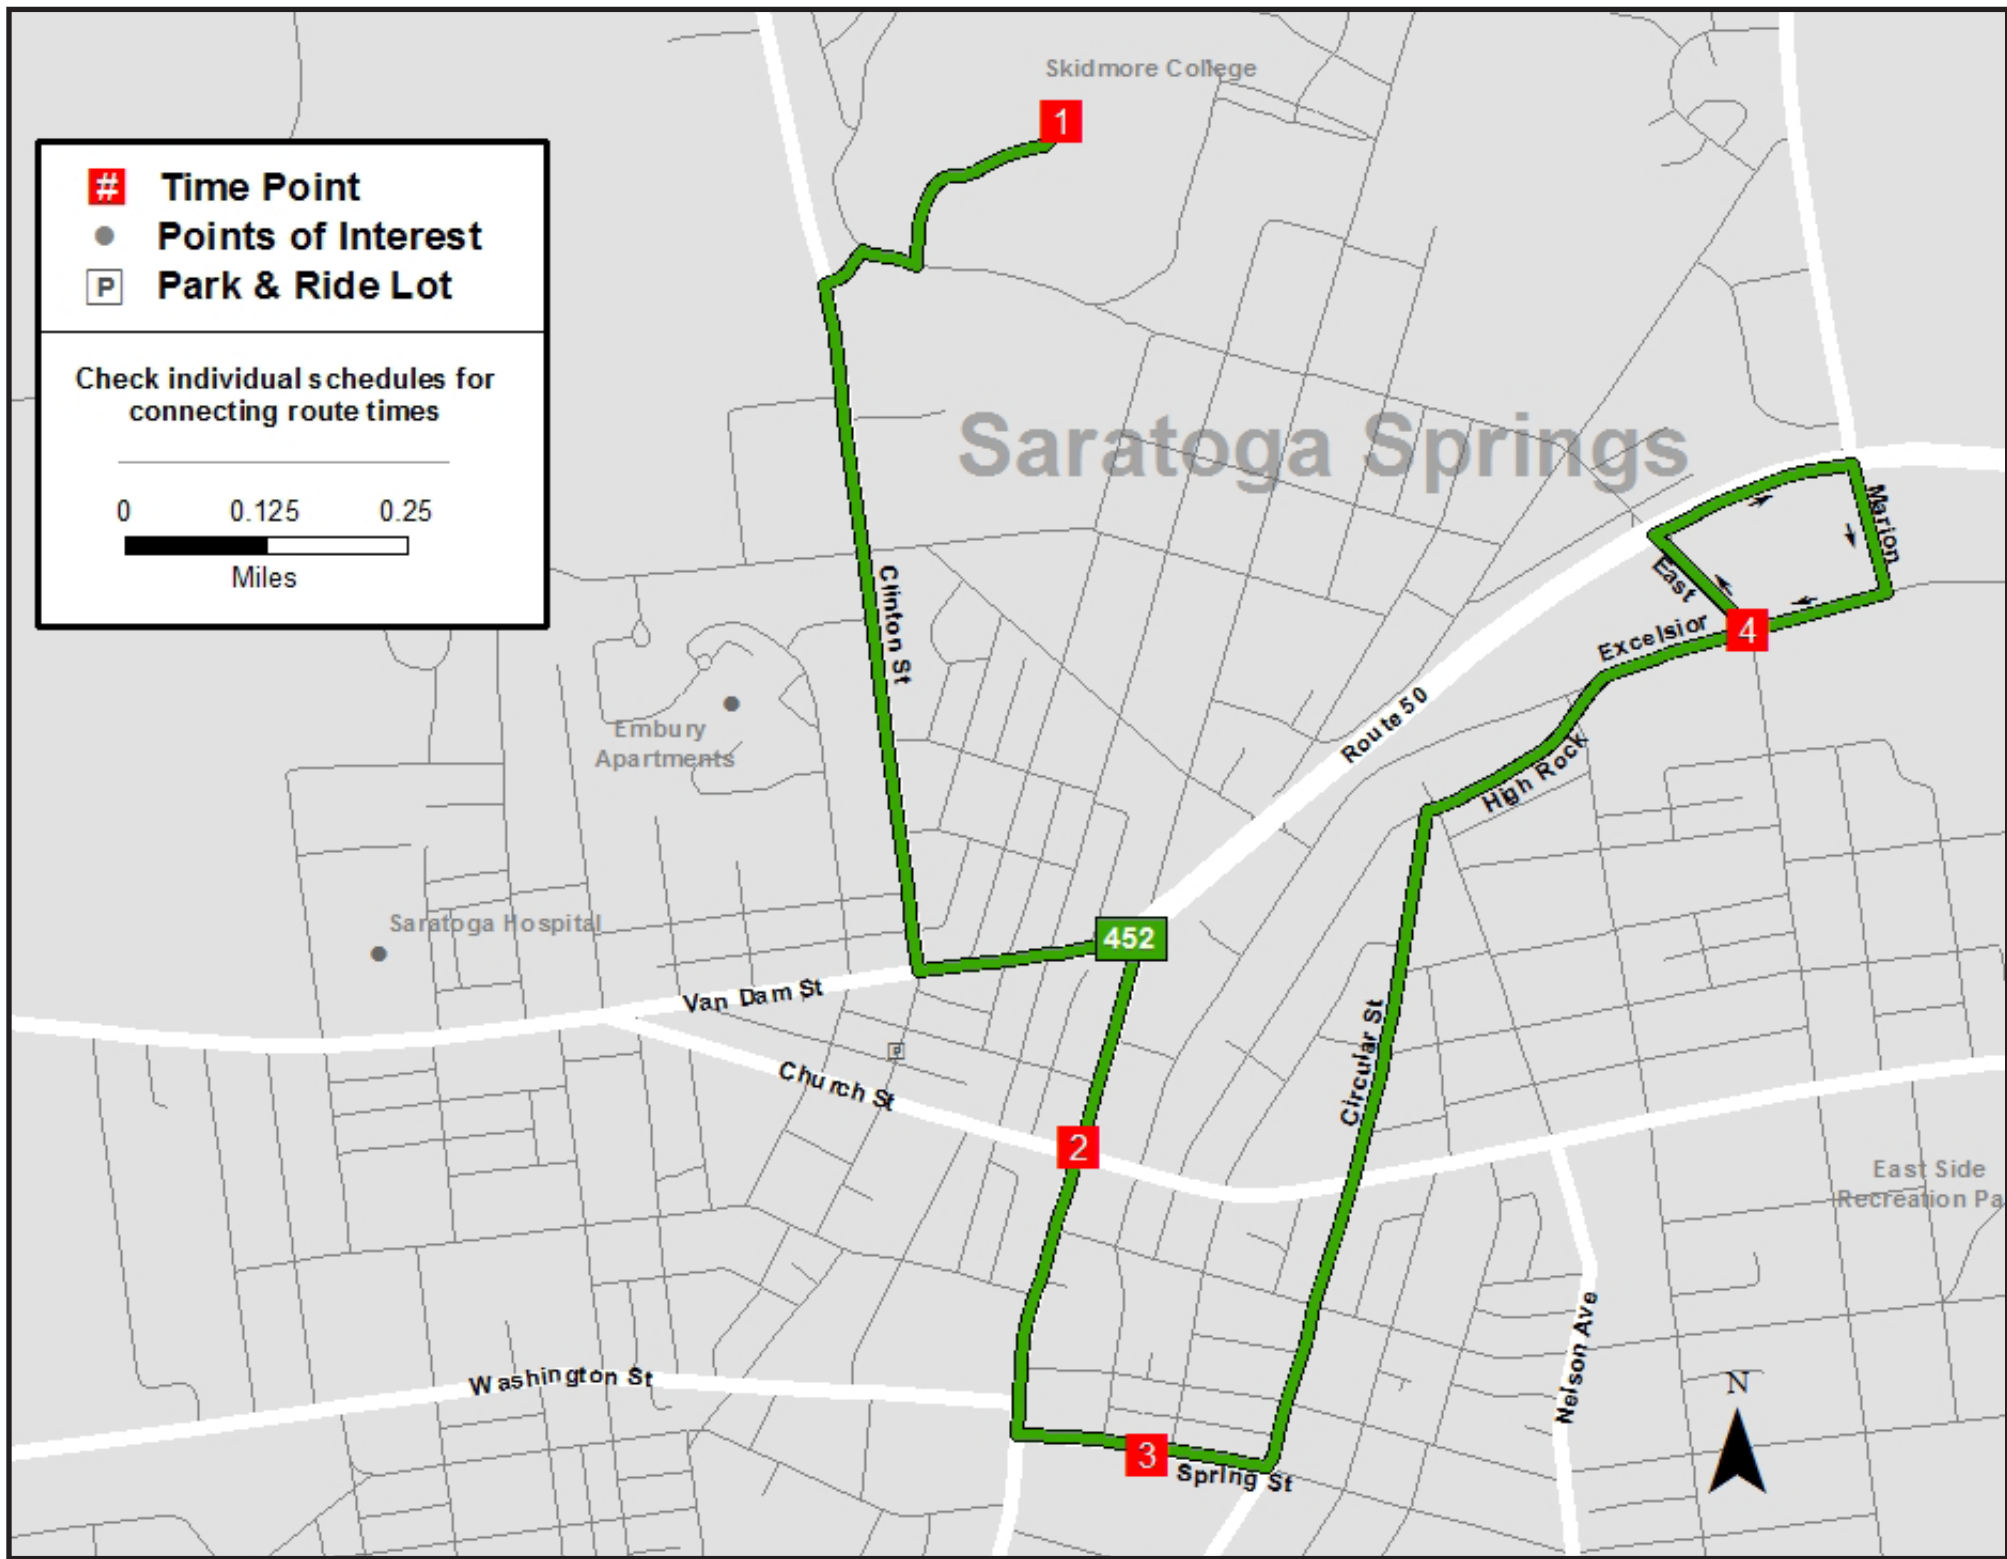 Skidmore College
1
# Time Point
Points of Interest
P Park & Ride Lot
Check individual schedules for
connecting route times
0 0.125 0.25
Miles
Saratoga Springs
Marion
East
Excelsior
4
Clinton St
Route 50
High Rock
Embury
Apartments
Saratoga Hospital
452
Van Dam St
P
Church St
Circular St
2
East Side
Recreation Pa
Nelson Ave
Washington St
N
3
Spring St